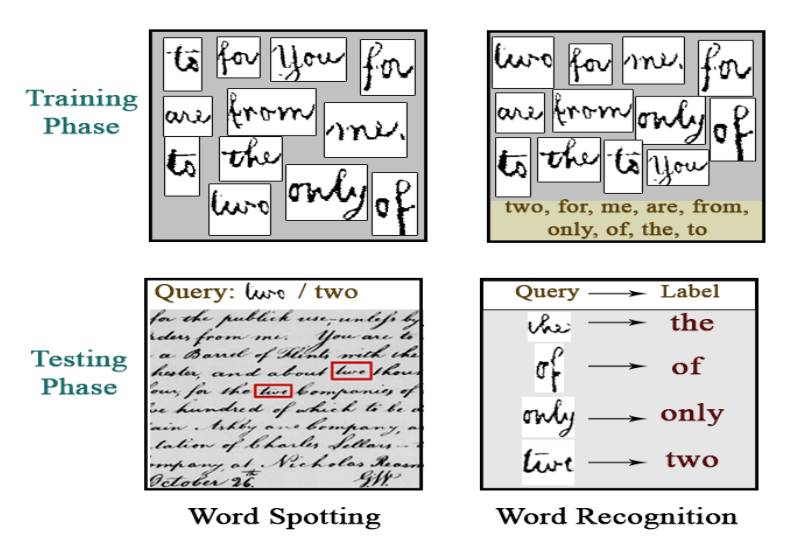 Training
Phase
to for You for
are from me.
to the
two only of
two for me. for
are from only of
to the to You
two, for, me, are, from,
only, of, the, to
Testing
Phase
Query: two / two
for the publick use, unless by
ders from me. You are to
a Barrel of Flints with the
hester, and about two thous
for the two Companies of
ve hundred of which to be d
ain Ashby and Company, a
tation of Charles Sellars
mpany, at Nicholas Reasm
October 26.th GW.
Query Label
the the
of of
only only
two two
Word Spotting
Word Recognition